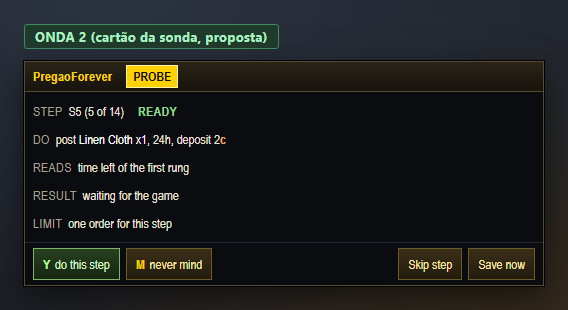 ONDA 2 (cartão da sonda, proposta)
PregaoForever PROBE
STEP S5 (5 of 14) READY
DO post Linen Cloth x1, 24h, deposit 2c
READS time left of the first rung
RESULT waiting for the game
LIMIT one order for this step
Y do this step M never mind Skip step Save now